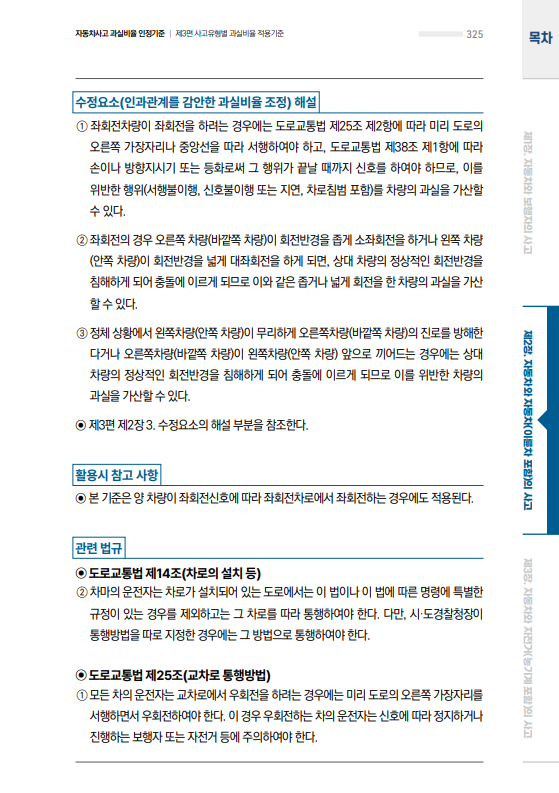 자동차사고 과실비율 인정기준 | 제3편 사고유형별 과실비율 적용기준
325
목차
수정요소(인과관계를 감안한 과실비율 조정) 해설
① 좌회전차량이 좌회전을 하려는 경우에는 도로교통법 제25조 제2항에 따라 미리 도로의
오른쪽 가장자리나 중앙선을 따라 서행하여야 하고, 도로교통법 제38조 제1항에 따라
손이나 방향지시기 또는 등화로써 그 행위가 끝날 때까지 신호를 하여야 하므로, 이를
위반한 행위(서행불이행, 신호불이행 또는 지연, 차로침범 포함)를 차량의 과실을 가산할
수 있다.
② 좌회전의 경우 오른쪽 차량(바깥쪽 차량)이 회전반경을 좁게 소좌회전을 하거나 왼쪽 차량
(안쪽 차량)이 회전반경을 넓게 대좌회전을 하게 되면, 상대 차량의 정상적인 회전반경을
침해하게 되어 충돌에 이르게 되므로 이와 같은 좁거나 넓게 회전을 한 차량의 과실을 가산
할 수 있다.
③ 정체 상황에서 왼쪽차량(안쪽 차량)이 무리하게 오른쪽차량(바깥쪽 차량)의 진로를 방해한
다거나 오른쪽차량(바깥쪽 차량)이 왼쪽차량(안쪽 차량) 앞으로 끼어드는 경우에는 상대
차량의 정상적인 회전반경을 침해하게 되어 충돌에 이르게 되므로 이를 위반한 차량의
과실을 가산할 수 있다.
◉ 제3편 제2장 3. 수정요소의 해설 부분을 참조한다.
활용시 참고 사항
◉ 본 기준은 양 차량이 좌회전신호에 따라 좌회전차로에서 좌회전하는 경우에도 적용된다.
관련 법규
◉ 도로교통법 제14조(차로의 설치 등)
② 차마의 운전자는 차로가 설치되어 있는 도로에서는 이 법이나 이 법에 따른 명령에 특별한
규정이 있는 경우를 제외하고는 그 차로를 따라 통행하여야 한다. 다만, 시·도경찰청장이
통행방법을 따로 지정한 경우에는 그 방법으로 통행하여야 한다.
◉ 도로교통법 제25조(교차로 통행방법)
① 모든 차의 운전자는 교차로에서 우회전을 하려는 경우에는 미리 도로의 오른쪽 가장자리를
서행하면서 우회전하여야 한다. 이 경우 우회전하는 차의 운전자는 신호에 따라 정지하거나
진행하는 보행자 또는 자전거 등에 주의하여야 한다.
제1장. 자동차와 보행자의 사고
제2장. 자동차와 자동차(이륜차 포함)의 사고
제3장. 자동차와 자전거(농기계 포함)의 사고